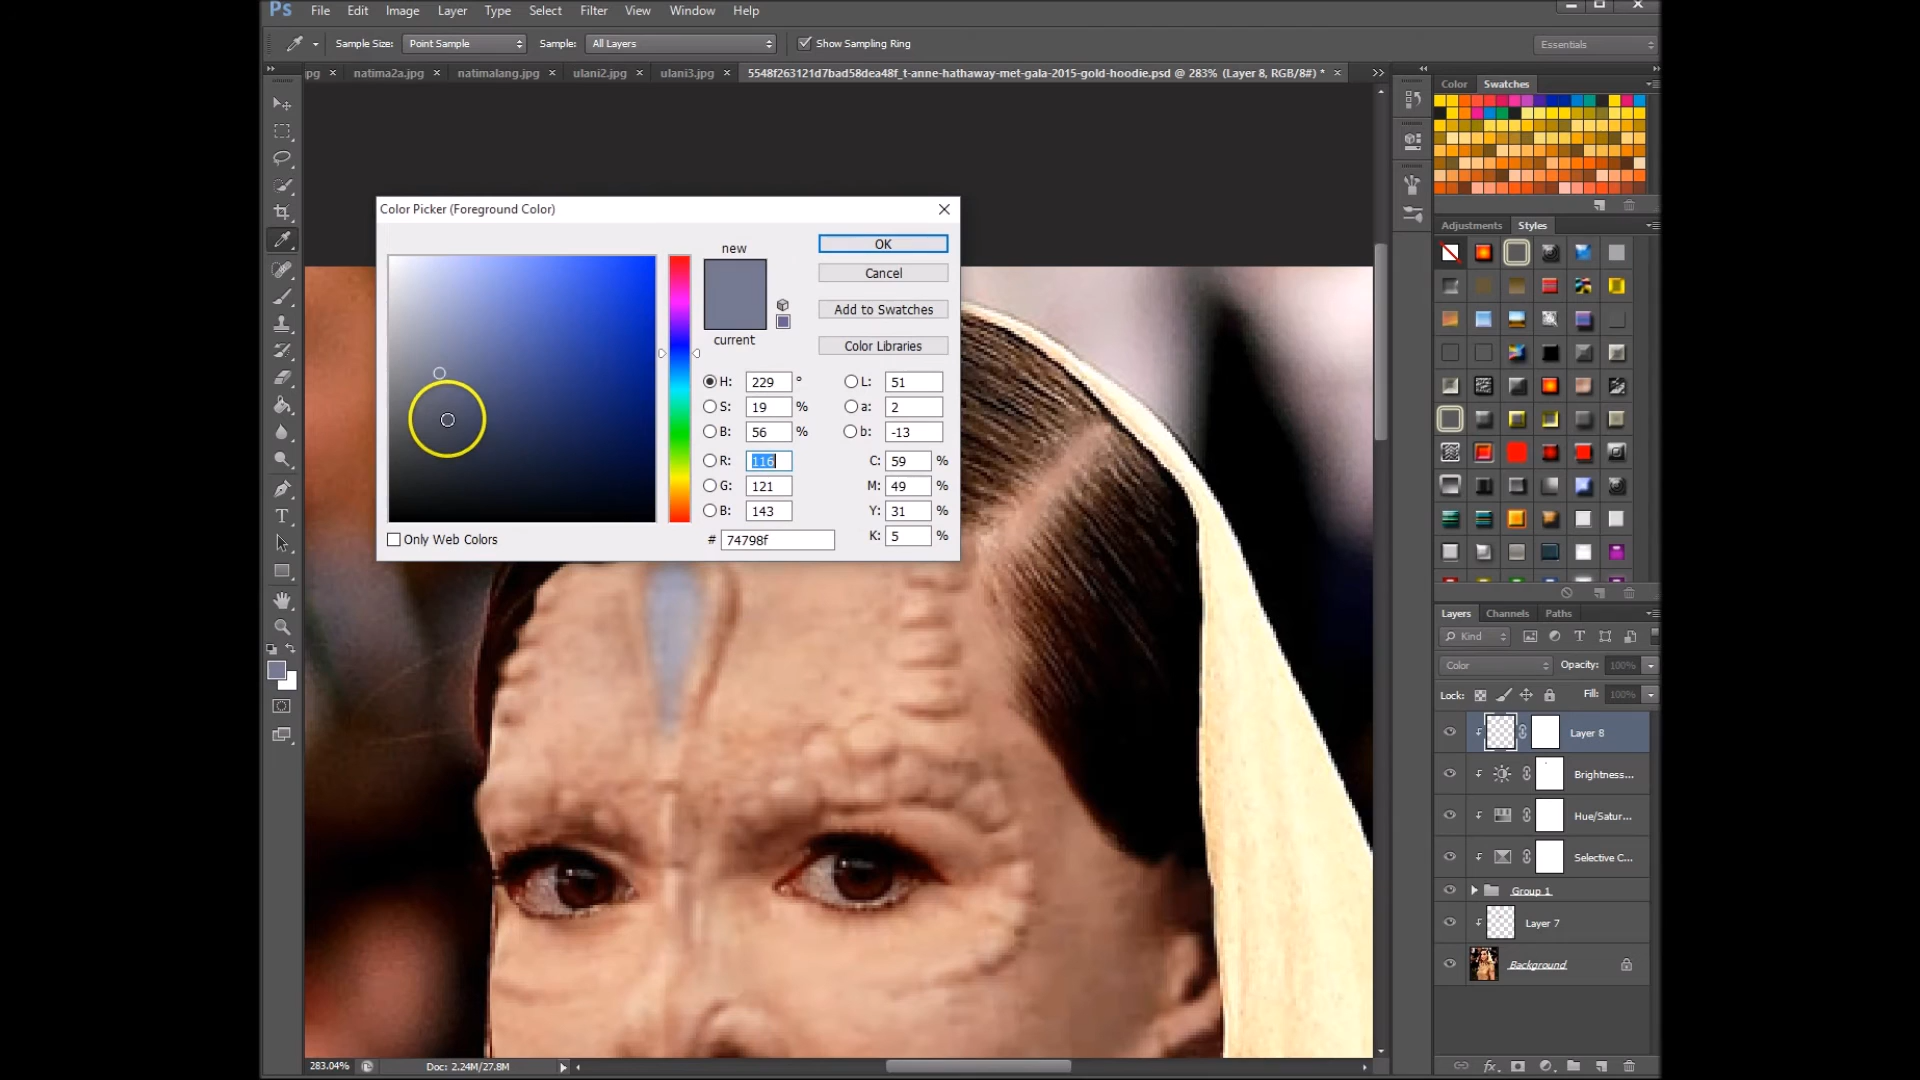 Ps File Edit Image Layer Type Select Filter View Window Help
Sample Size: Point Sample Sample: All Layers Show Sampling Ring Essentials
pg × natima2a.jpg × natimalang.jpg × ulani2.jpg × ulani3.jpg × 5548f263121d7bad58dea48f_t-anne-hathaway-met-gala-2015-gold-hoodie.psd @ 283% (Layer 8, RGB/8#) * ×
Color Swatches
Color Picker (Foreground Color)
new
current
OK
Cancel
Add to Swatches
Color Libraries
H: 229 ° L: 51
S: 19 % a: 2
B: 56 % b: -13
R: 116 C: 59 %
G: 121 M: 49 %
B: 143 Y: 31 %
Only Web Colors # 74798f K: 5 %
Adjustments Styles
Layers Channels Paths
Kind
Color Opacity: 100%
Lock: Fill: 100%
Layer 8
Brightness...
Hue/Satur...
Selective C...
Group 1
Layer 7
Background
283.04% Doc: 2.24M/27.8M